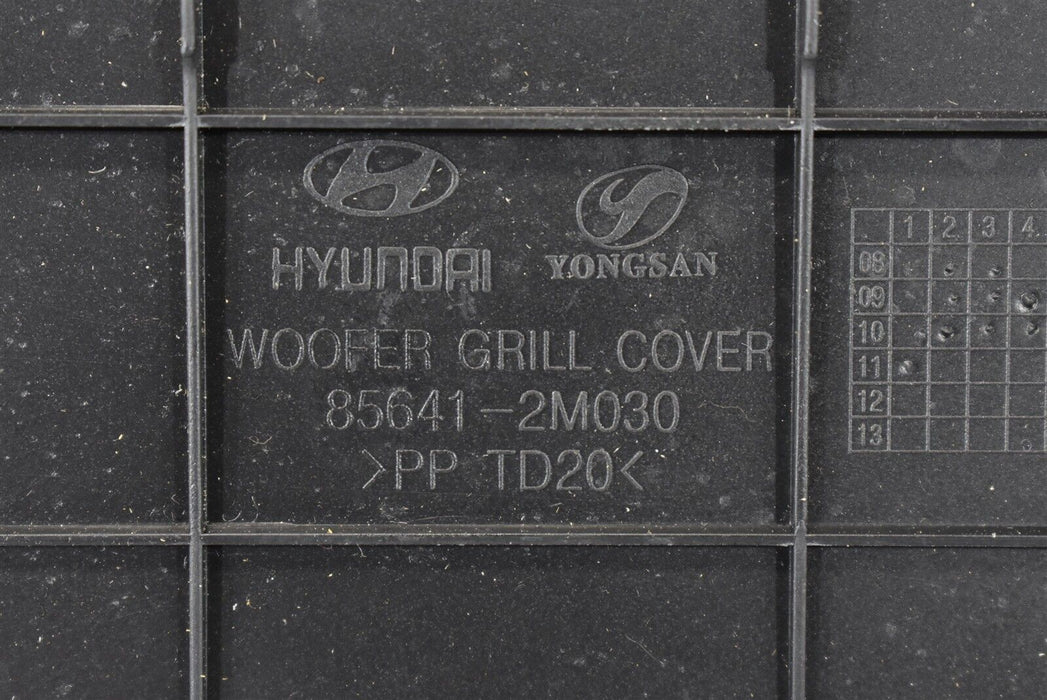 HYUNDAI YONGSAN
WOOFER GRILL COVER
85641-2M030
>PP TD20<
1 2 3 4
08
09
10
11
12
13